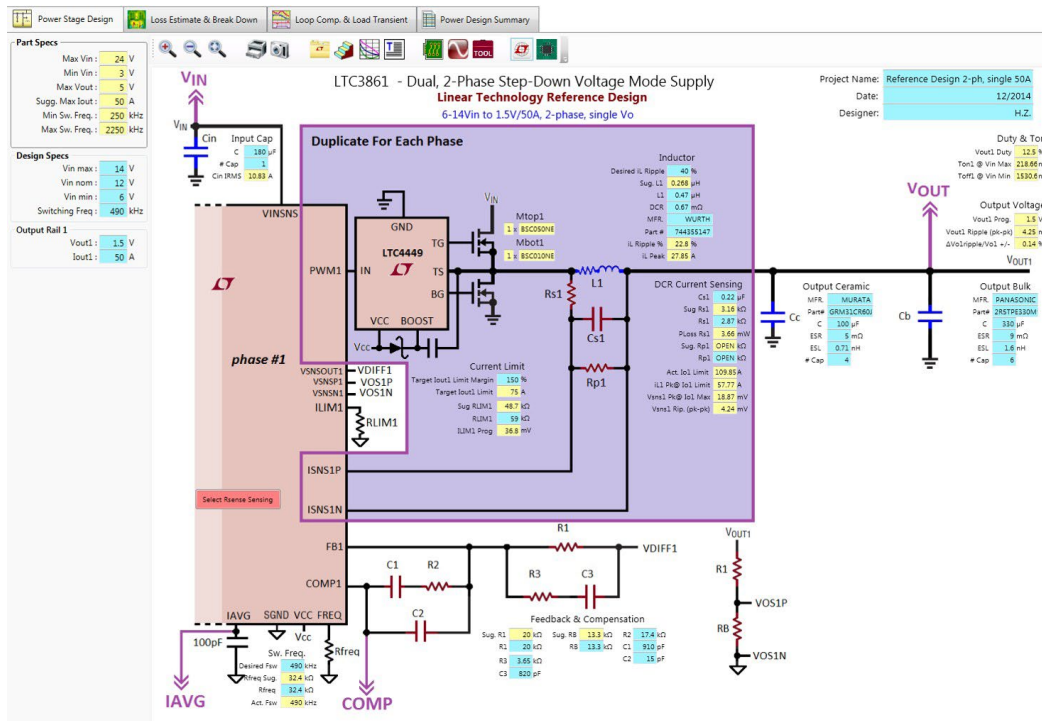 Power Stage Design
Loss Estimate & Break Down
Loop Comp. & Load Transient
Power Design Summary
Part Specs
Max Vin : 24 V
Min Vin : 3 V
Max Vout : 5 V
Sugg. Max Iout : 50 A
Min Sw. Freq. : 250 kHz
Max Sw. Freq. : 2250 kHz
Design Specs
Vin max : 14 V
Vin nom : 12 V
Vin min : 6 V
Switching Freq : 490 kHz
Output Rail 1
Vout1 : 1.5 V
Iout1 : 50 A
TOOL
LTC3861 - Dual, 2-Phase Step-Down Voltage Mode Supply
Linear Technology Reference Design
6-14Vin to 1.5V/50A, 2-phase, single Vo
Project Name: Reference Design 2-ph, single 50A
Date: 12/2014
Designer: H.Z.
VIN
VIN
Cin
Input Cap
C 180 µF
# Cap 1
Cin IRMS 10.83 A
Duplicate For Each Phase
VINSNS
GND
LTC4449
TG
PWM1
IN
TS
BG
VCC
BOOST
Vcc
VIN
Mtop1
1 x BSC050NE
Mbot1
1 x BSC010NE
Inductor
Desired iL Ripple 40 %
Sug. L1 0.268 µH
L1 0.47 µH
DCR 0.67 mΩ
MFR. WURTH
Part # 744355147
iL Ripple % 22.8 %
iL Peak 27.85 A
L1
Rs1
Cs1
Rp1
DCR Current Sensing
Cs1 0.22 µF
Sug Rs1 3.16 kΩ
Rs1 2.87 kΩ
PLoss Rs1 3.66 mW
Sug. Rp1 OPEN kΩ
Rp1 OPEN kΩ
Act. Io1 Limit 109.85 A
iL1 Pk@ Io1 Limit 57.77 A
Vsns1 Pk@ Io1 Max 18.87 mV
Vsns1 Rip. (pk-pk) 4.24 mV
Duty & To
Vout1 Duty 12.5 %
Ton1 @ Vin Max 218.66n
Toff1 @ Vin Min 1530.6n
VOUT
Output Voltage
Vout1 Prog. 1.5 V
Vout1 Ripple (pk-pk) 4.25
ΔVo1ripple/Vo1 +/- 0.14 %
VOUT1
Cc
Output Ceramic
MFR. MURATA
Part# GRM31CR60J
C 100 µF
ESR 5 mΩ
ESL 0.71 nH
# Cap 4
Cb
Output Bulk
MFR. PANASONIC
Part# 2R5TPE330M
C 330 µF
ESR 9 mΩ
ESL 1.6 nH
# Cap 6
phase #1
VSNSOUT1
VDIFF1
VSNSP1
VOS1P
VSNSN1
VOS1N
ILIM1
RLIM1
Current Limit
Target Iout1 Limit Margin 150 %
Target Iout1 Limit 75 A
Sug RLIM1 48.7 kΩ
RLIM1 59 kΩ
ILIM1 Prog 36.8 mV
ISNS1P
Select Rsense Sensing
ISNS1N
FB1
R1
VDIFF1
R3
C3
COMP1
C1
R2
C2
VOUT1
R1
VOS1P
RB
VOS1N
IAVG
SGND
VCC
FREQ
100pF
Vcc
Rfreq
IAVG
COMP
Sw. Freq.
Desired Fsw 490 kHz
Rfreq Sug. 32.4 kΩ
Rfreq 32.4 kΩ
Act. Fsw 490 kHz
Feedback & Compensation
Sug. R1 20 kΩ
Sug. RB 13.3 kΩ
R2 17.4 kΩ
R1 20 kΩ
RB 13.3 kΩ
C1 910 pF
R3 3.65 kΩ
C2 15 pF
C3 820 pF